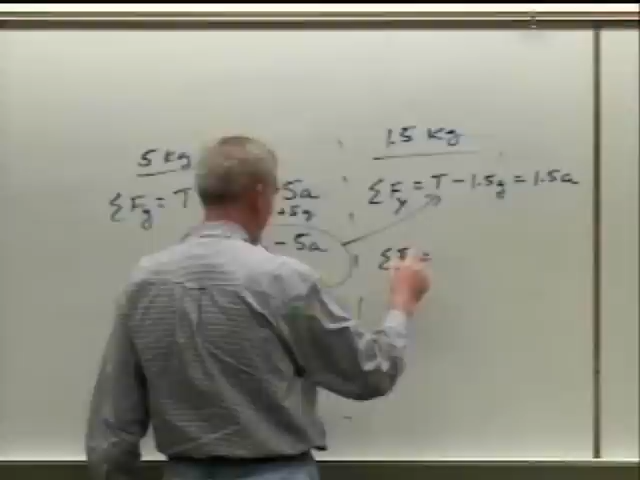 5 kg
ΣFy = T 5a
+5g
- 5a
1.5 Kg
ΣFy = T - 1.5g = 1.5a
ΣF =